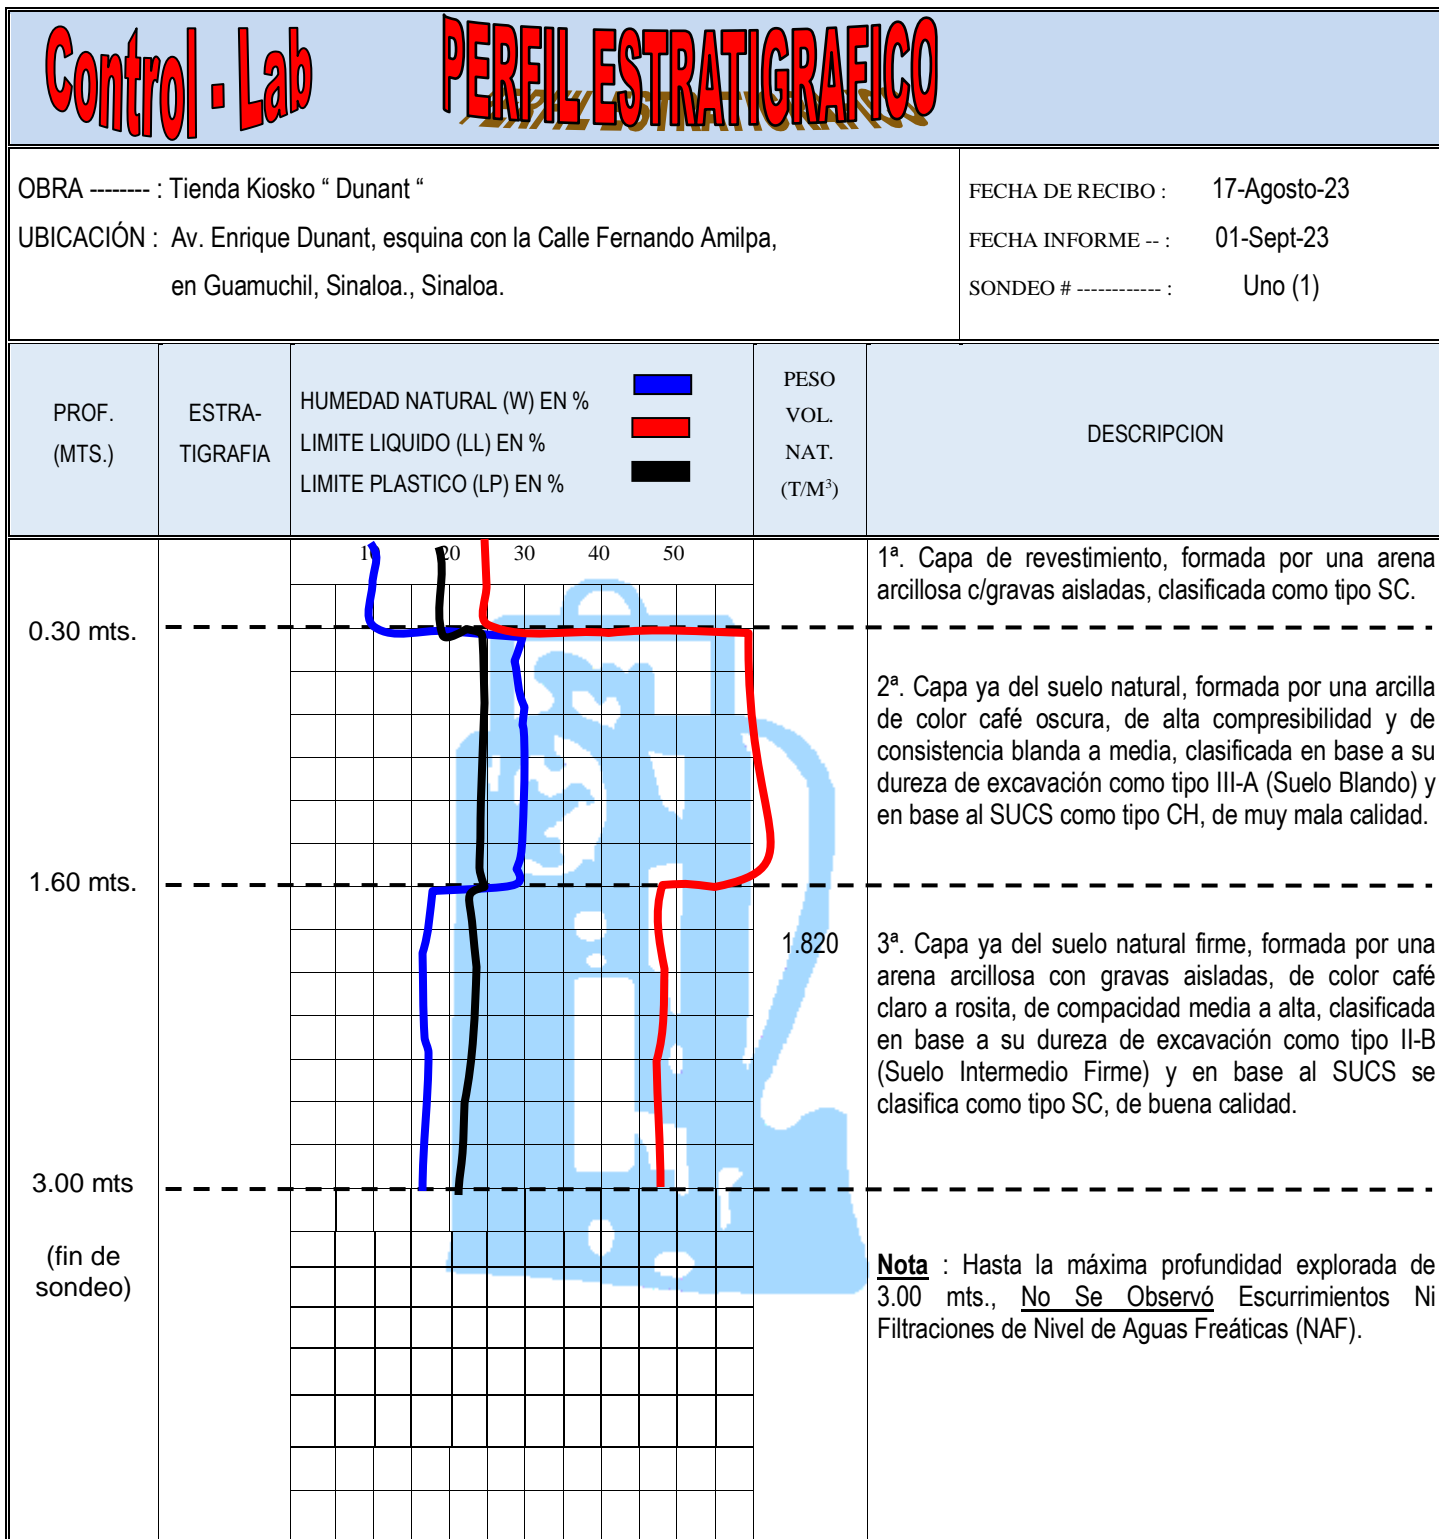 Control - Lab
PERFIL ESTRATIGRAFICO
OBRA -------- : Tienda Kiosko “ Dunant “
UBICACIÓN : Av. Enrique Dunant, esquina con la Calle Fernando Amilpa,
en Guamuchil, Sinaloa., Sinaloa.
FECHA DE RECIBO : 17-Agosto-23
FECHA INFORME -- : 01-Sept-23
SONDEO # ------------ : Uno (1)
PROF.
(MTS.)
ESTRA-
TIGRAFIA
HUMEDAD NATURAL (W) EN %
LIMITE LIQUIDO (LL) EN %
LIMITE PLASTICO (LP) EN %
PESO
VOL.
NAT.
(T/M³)
DESCRIPCION
10 20 30 40 50
1ª. Capa de revestimiento, formada por una arena
arcillosa c/gravas aisladas, clasificada como tipo SC.
0.30 mts.
2ª. Capa ya del suelo natural, formada por una arcilla
de color café oscura, de alta compresibilidad y de
consistencia blanda a media, clasificada en base a su
dureza de excavación como tipo III-A (Suelo Blando) y
en base al SUCS como tipo CH, de muy mala calidad.
1.60 mts.
1.820
3ª. Capa ya del suelo natural firme, formada por una
arena arcillosa con gravas aisladas, de color café
claro a rosita, de compacidad media a alta, clasificada
en base a su dureza de excavación como tipo II-B
(Suelo Intermedio Firme) y en base al SUCS se
clasifica como tipo SC, de buena calidad.
3.00 mts
(fin de
sondeo)
Nota : Hasta la máxima profundidad explorada de
3.00 mts., No Se Observó Escurrimientos Ni
Filtraciones de Nivel de Aguas Freáticas (NAF).